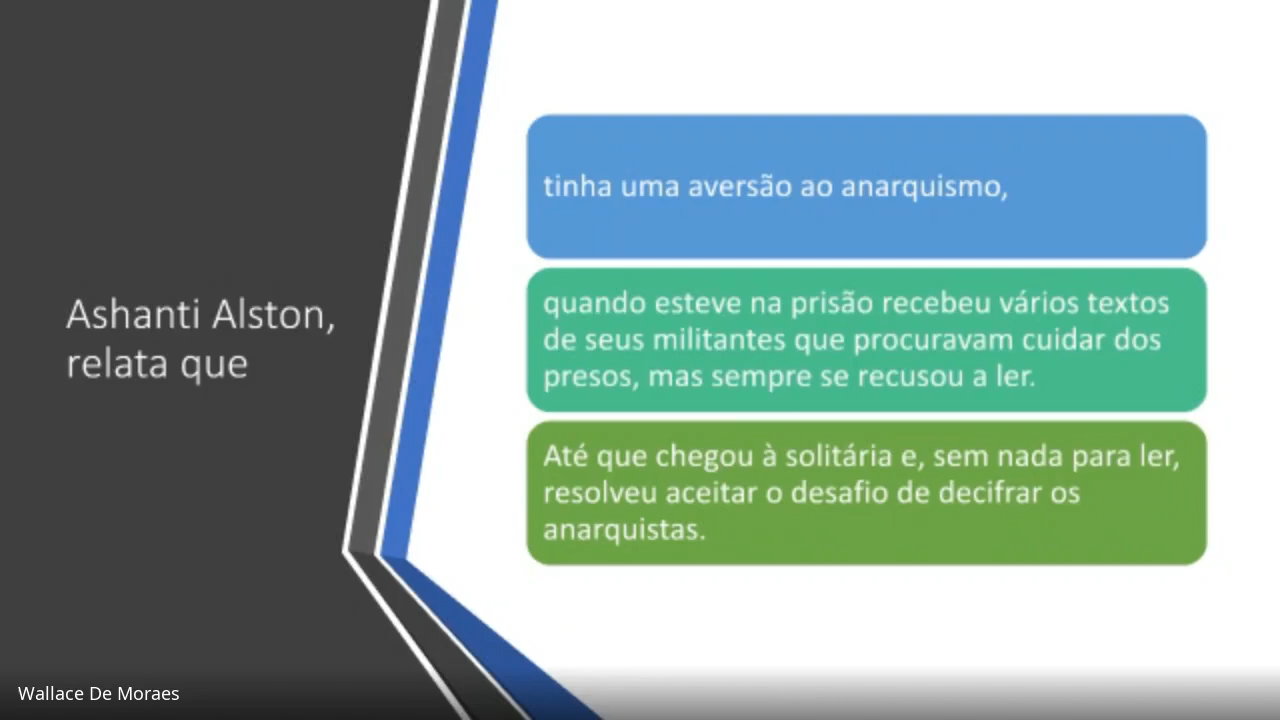 Ashanti Alston,
relata que
tinha uma aversão ao anarquismo,
quando esteve na prisão recebeu vários textos
de seus militantes que procuravam cuidar dos
presos, mas sempre se recusou a ler.
Até que chegou à solitária e, sem nada para ler,
resolveu aceitar o desafio de decifrar os
anarquistas.
Wallace De Moraes